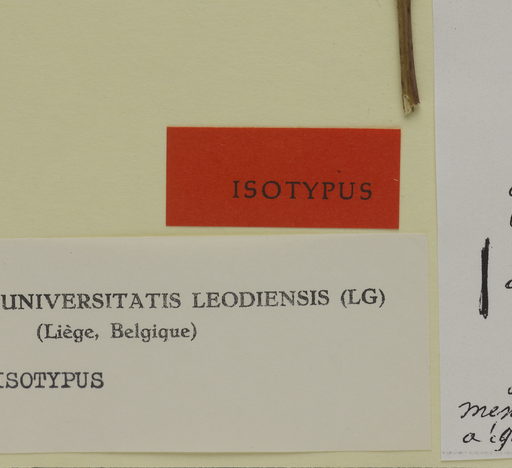 ISOTYPUS
UNIVERSITATIS LEODIENSIS (LG)
(Liège, Belgique)
ISOTYPUS